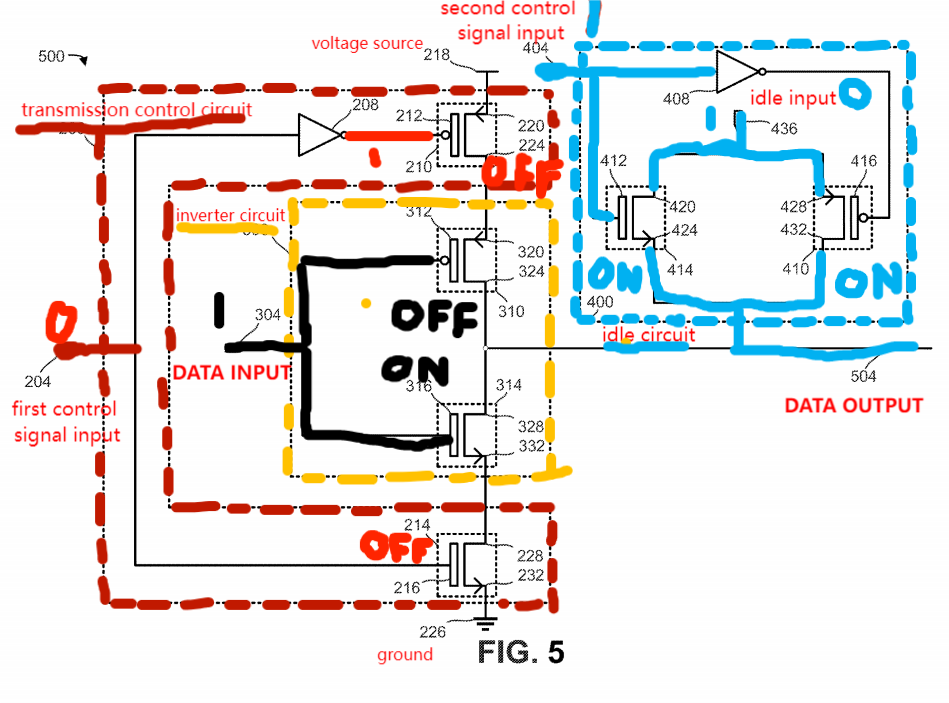 second control
signal input
404
500
voltage source
218
408
idle input 0
transmission control circuit
208
212
220
1
436
224
1
210
OFF
412
416
inverter circuit
312
420
428
320
424
432
324
414
410
ON
ON
310
1
OFF
400
0
304
idle circuit
ON
204
DATA INPUT
316
314
504
DATA OUTPUT
first control
signal input
328
332
214
OFF
228
216
232
226
ground
FIG. 5